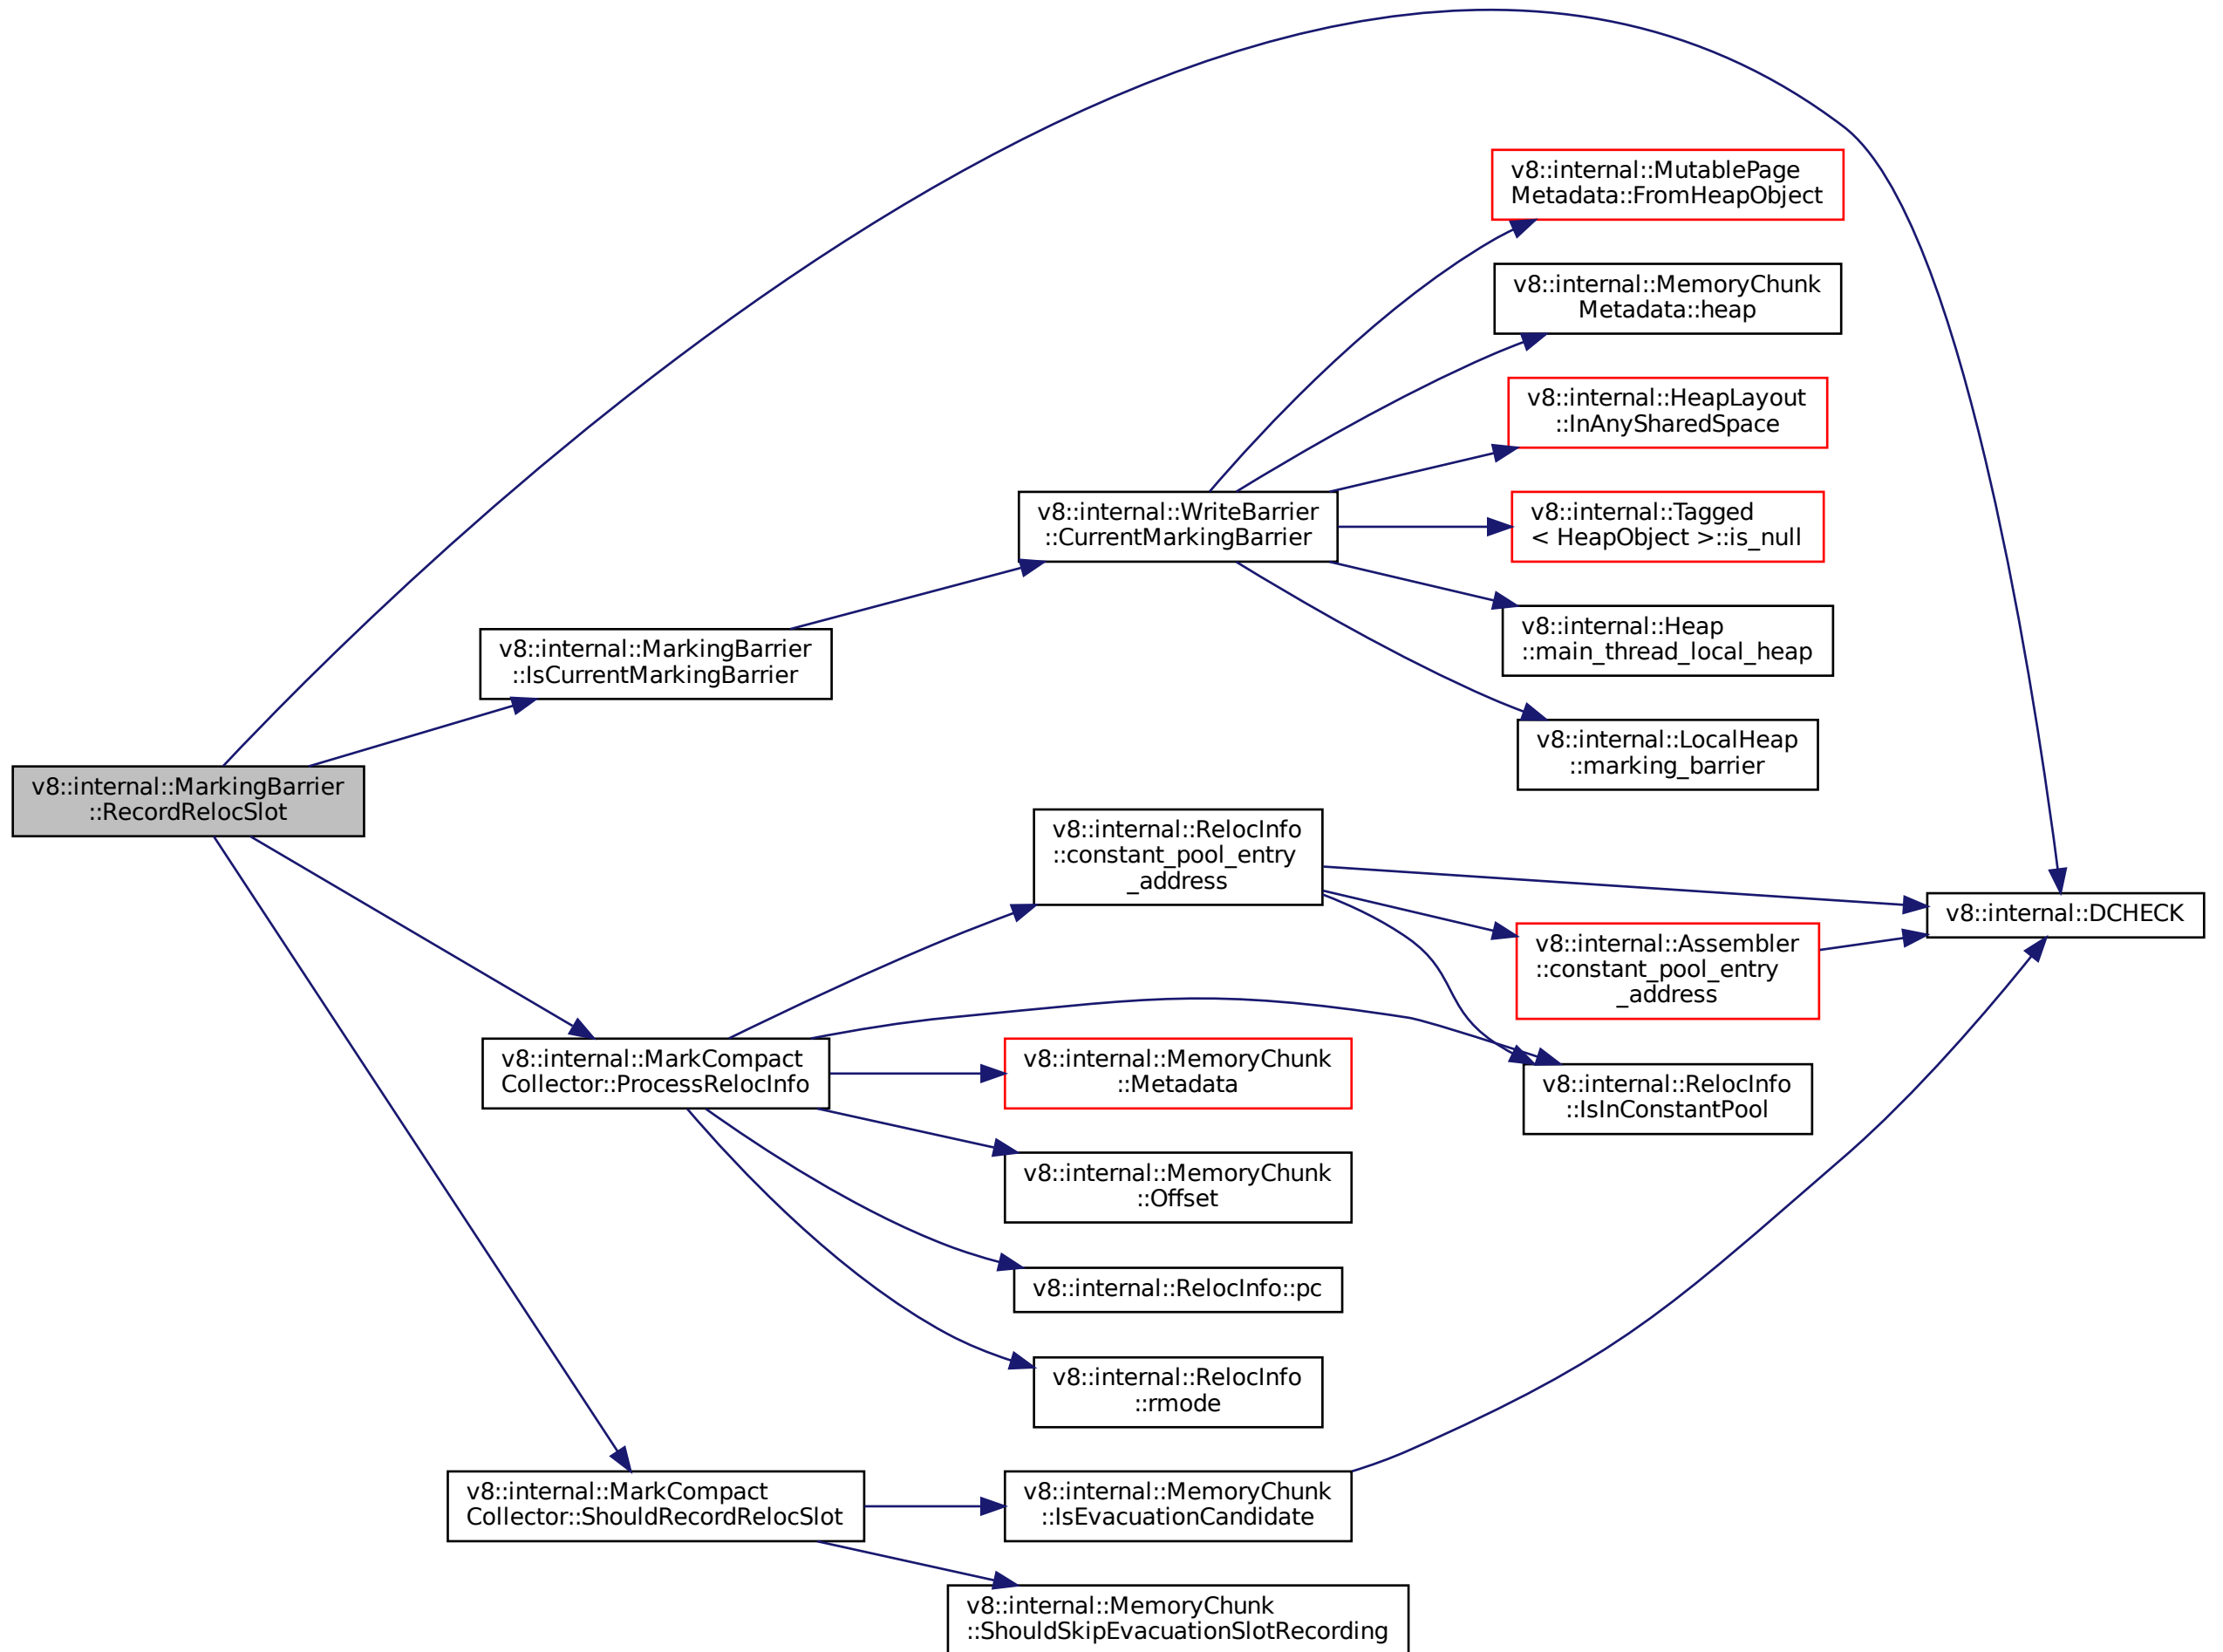 v8::internal::MutablePage
Metadata::FromHeapObject
v8::internal::MemoryChunk
Metadata::heap
v8::internal::HeapLayout
::InAnySharedSpace
v8::internal::WriteBarrier
::CurrentMarkingBarrier
v8::internal::Tagged
< HeapObject >::is_null
v8::internal::Heap
::main_thread_local_heap
v8::internal::MarkingBarrier
::IsCurrentMarkingBarrier
v8::internal::LocalHeap
::marking_barrier
v8::internal::MarkingBarrier
::RecordRelocSlot
v8::internal::RelocInfo
::constant_pool_entry
_address
v8::internal::DCHECK
v8::internal::Assembler
::constant_pool_entry
_address
v8::internal::MarkCompact
Collector::ProcessRelocInfo
v8::internal::MemoryChunk
::Metadata
v8::internal::RelocInfo
::IsInConstantPool
v8::internal::MemoryChunk
::Offset
v8::internal::RelocInfo::pc
v8::internal::RelocInfo
::rmode
v8::internal::MarkCompact
Collector::ShouldRecordRelocSlot
v8::internal::MemoryChunk
::IsEvacuationCandidate
v8::internal::MemoryChunk
::ShouldSkipEvacuationSlotRecording